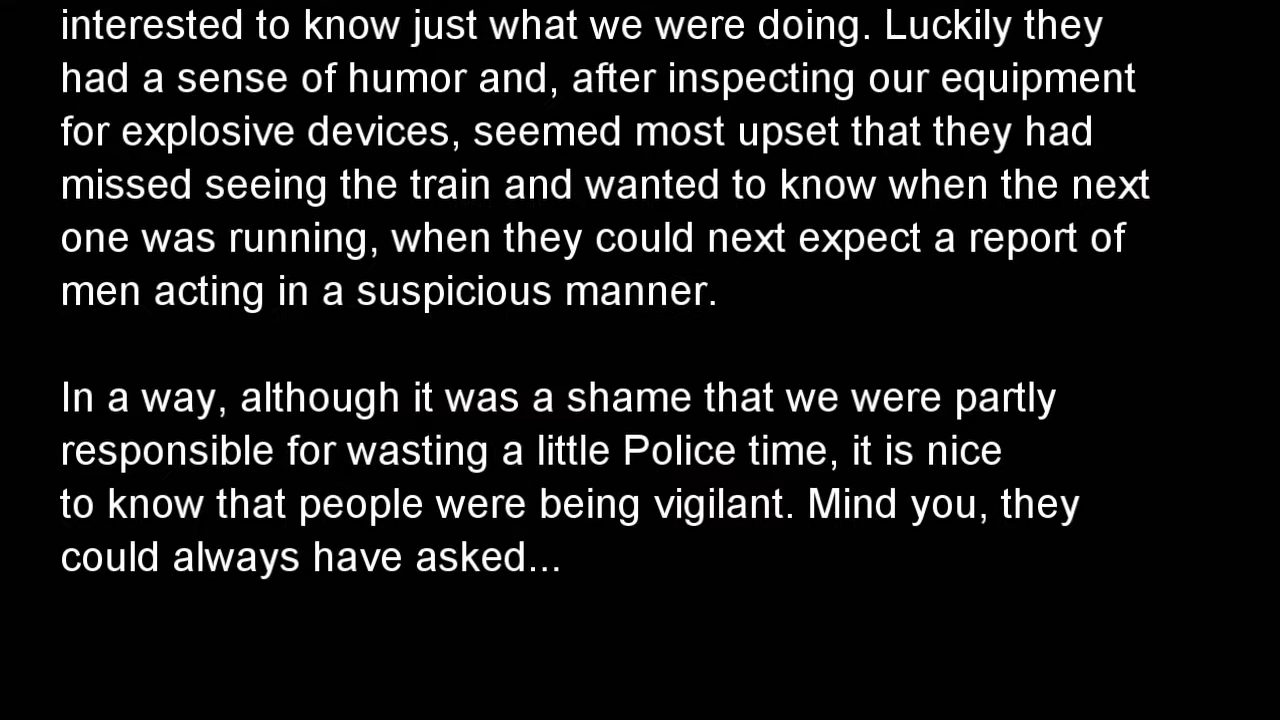 interested to know just what we were doing. Luckily they
had a sense of humor and, after inspecting our equipment
for explosive devices, seemed most upset that they had
missed seeing the train and wanted to know when the next
one was running, when they could next expect a report of
men acting in a suspicious manner.
In a way, although it was a shame that we were partly
responsible for wasting a little Police time, it is nice
to know that people were being vigilant. Mind you, they
could always have asked...